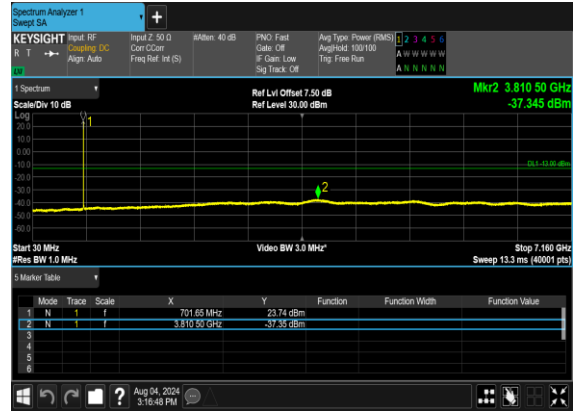 Spectrum Analyzer 1
Swept SA
KEYSIGHT
R T
Input: RF
Coupling: DC
Align: Auto
Input Z: 50 Ω
Corr CCorr
Freq Ref: Int (S)
#Atten: 40 dB
PNO: Fast
Gate: Off
IF Gain: Low
Sig Track: Off
Avg Type: Power (RMS)
Avg|Hold: 100/100
Trig: Free Run
1 2 3 4 5 6
A W W W W W
A N N N N N
LXI
1 Spectrum
Scale/Div 10 dB
Ref Lvl Offset 7.50 dB
Ref Level 30.00 dBm
Mkr2 3.810 50 GHz
-37.345 dBm
Log
20.0
10.0
0.00
-10.0
-20.0
-30.0
-40.0
-50.0
-60.0
1
2
DL1 -13.00 dBm
Start 30 MHz
#Res BW 1.0 MHz
Video BW 3.0 MHz*
Stop 7.160 GHz
Sweep 13.3 ms (40001 pts)
5 Marker Table
Mode Trace Scale X Y Function Function Width Function Value
1 N 1 f 701.65 MHz 23.74 dBm
2 N 1 f 3.810 50 GHz -37.35 dBm
3
4
5
6
?
Aug 04, 2024
3:16:48 PM